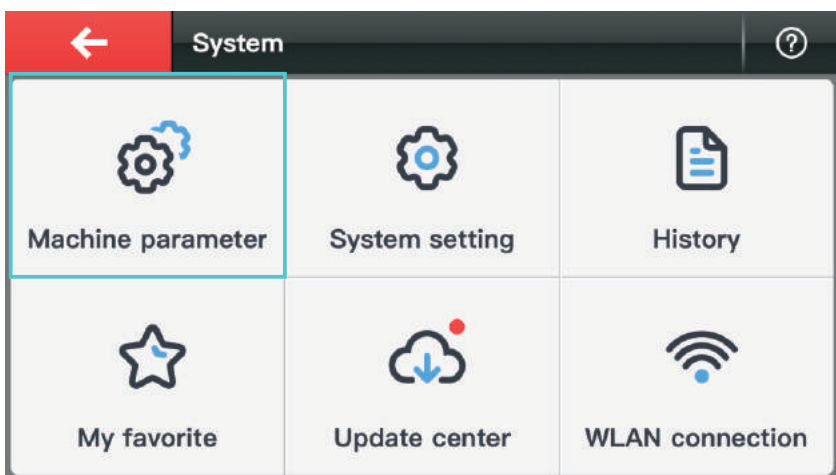 System
?
Machine parameter
System setting
History
My favorite
Update center
WLAN connection